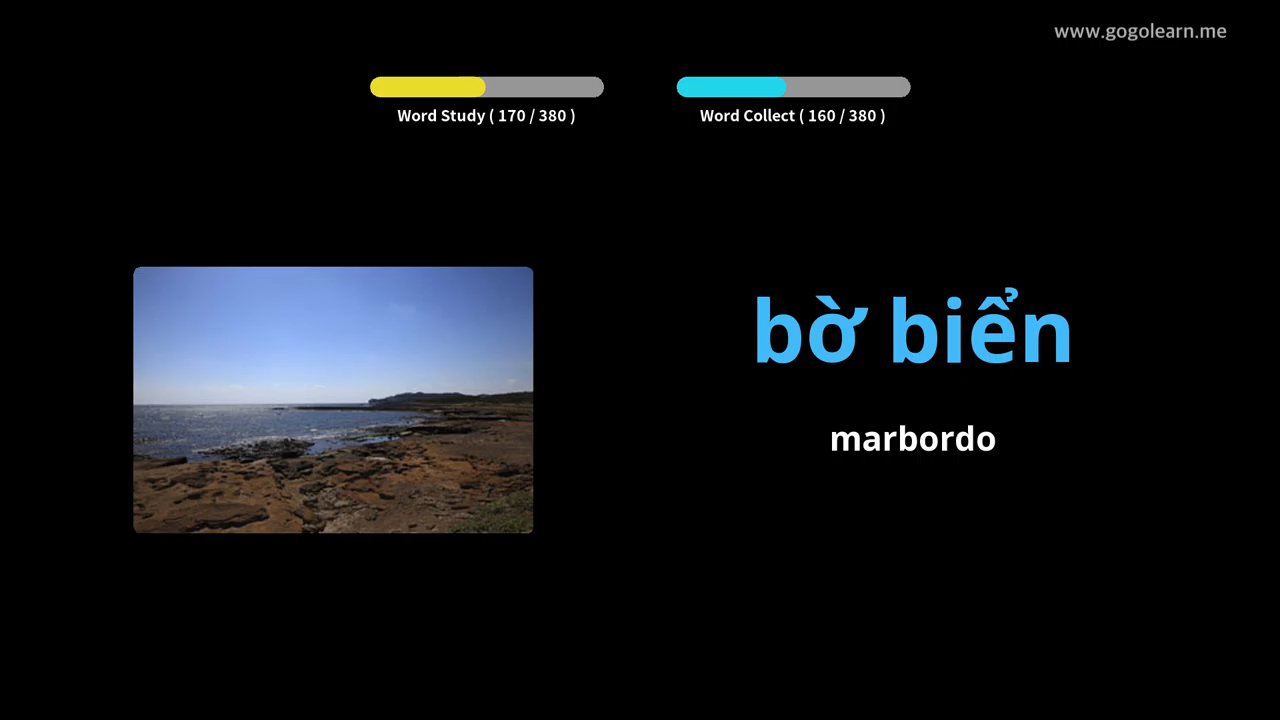 www.gogolearn.me
Word Study ( 170 / 380 )
Word Collect ( 160 / 380 )
bờ biển
marbordo